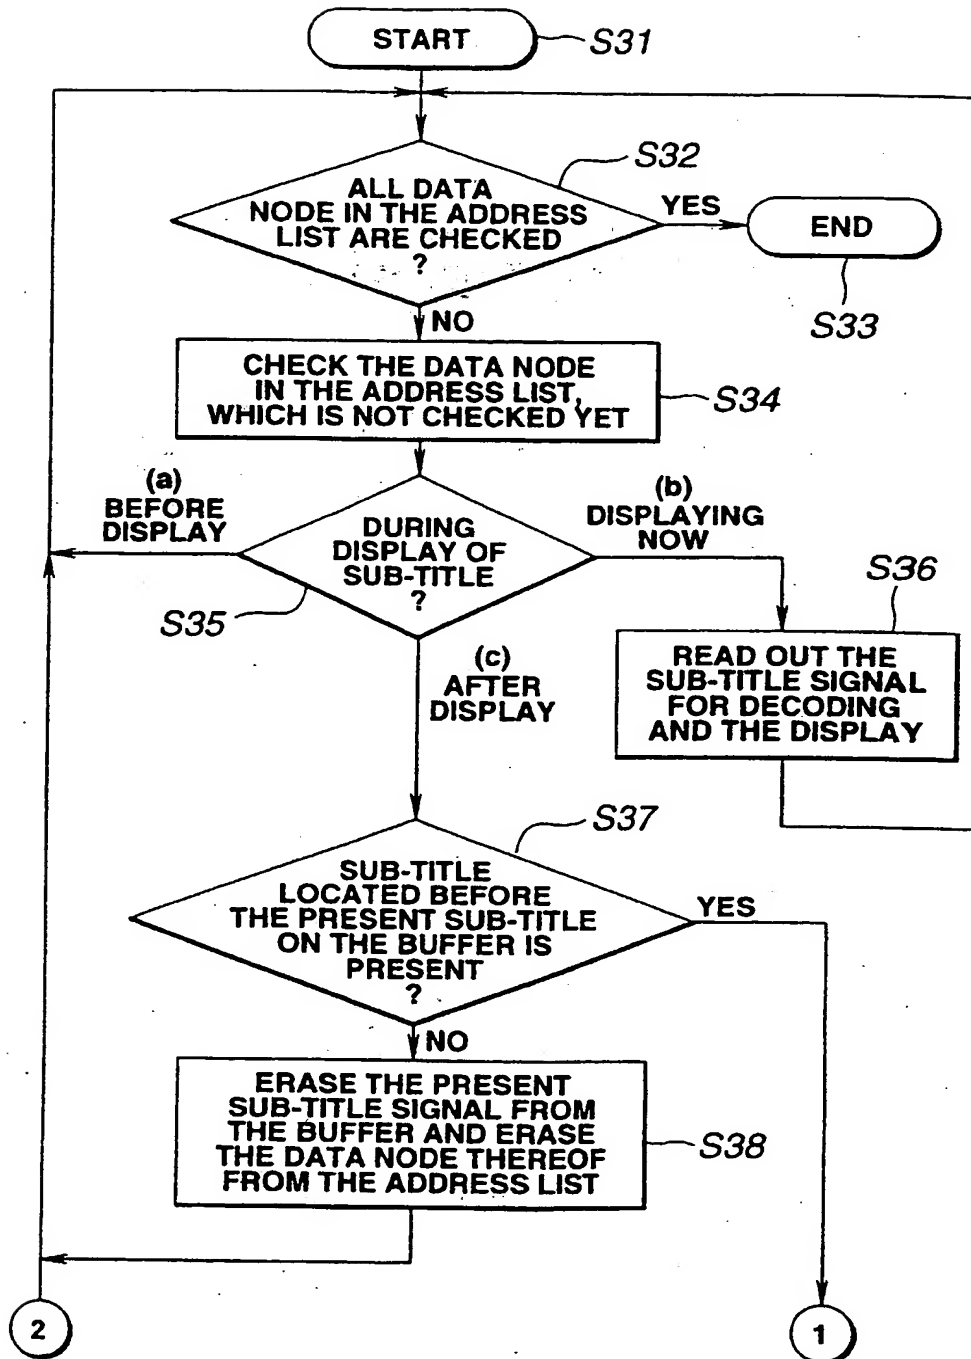 START
S31
S32
ALL DATA
NODE IN THE ADDRESS
LIST ARE CHECKED
?
YES
END
S33
NO
CHECK THE DATA NODE
IN THE ADDRESS LIST,
WHICH IS NOT CHECKED YET
S34
(a)
BEFORE
DISPLAY
DURING
DISPLAY OF
SUB-TITLE
?
(b)
DISPLAYING
NOW
S35
S36
READ OUT THE
SUB-TITLE SIGNAL
FOR DECODING
AND THE DISPLAY
(c)
AFTER
DISPLAY
S37
SUB-TITLE
LOCATED BEFORE
THE PRESENT SUB-TITLE
ON THE BUFFER IS
PRESENT
?
YES
NO
ERASE THE PRESENT
SUB-TITLE SIGNAL FROM
THE BUFFER AND ERASE
THE DATA NODE THEREOF
FROM THE ADDRESS LIST
S38
2
1